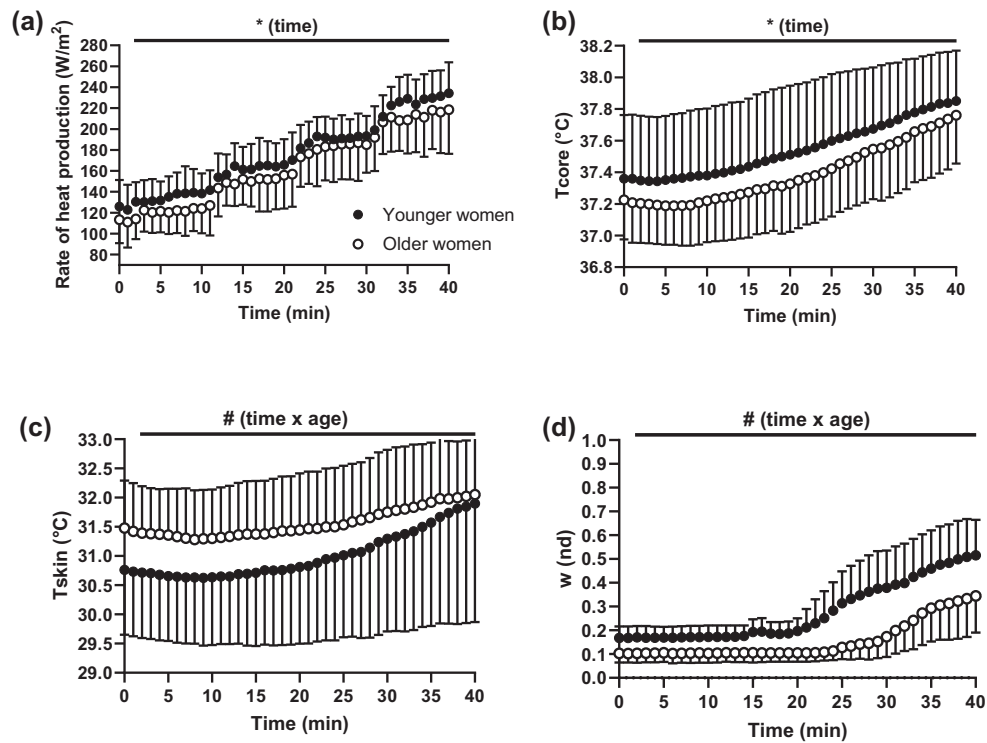 (a)
* (time)
Rate of heat production (W/m²)
280
260
240
220
200
180
160
140
120
100
80
Younger women
Older women
0 5 10 15 20 25 30 35 40
Time (min)
(b)
* (time)
Tcore (°C)
38.2
38.0
37.8
37.6
37.4
37.2
37.0
36.8
0 5 10 15 20 25 30 35 40
Time (min)
(c)
# (time x age)
Tskin (°C)
33.0
32.5
32.0
31.5
31.0
30.5
30.0
29.5
29.0
0 5 10 15 20 25 30 35 40
Time (min)
(d)
# (time x age)
w (nd)
1.0
0.9
0.8
0.7
0.6
0.5
0.4
0.3
0.2
0.1
0.0
0 5 10 15 20 25 30 35 40
Time (min)